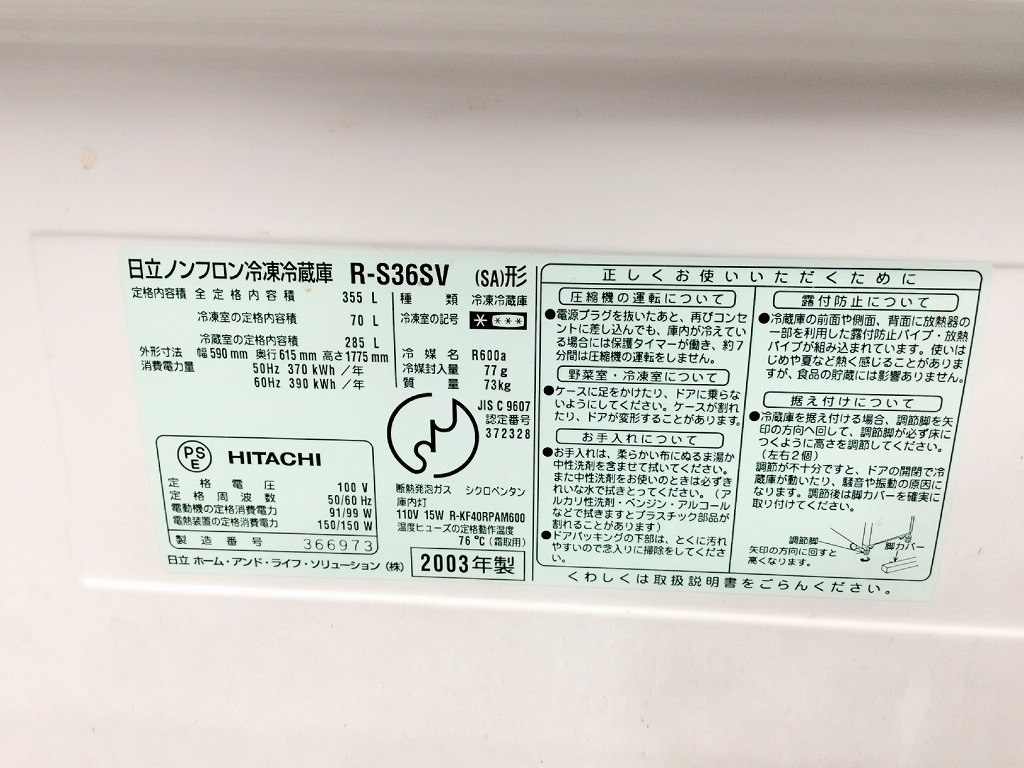 日立ノンフロン冷凍冷蔵庫 R-S36SV (SA)形
定格内容積 全定格内容積 355 L
冷凍室の定格内容積 70 L
冷蔵室の定格内容積 285 L
外形寸法 幅590mm 奥行615mm 高さ1775mm
消費電力量 50Hz 370 kWh/年
60Hz 390 kWh/年
種類 冷凍冷蔵庫
冷凍室の記号 * ***
冷媒名 R600a
冷媒封入量 77g
質量 73kg
JIS C 9607
認定番号
372328
PSE HITACHI
定格電圧 100 V
定格周波数 50/60 Hz
電動機の定格消費電力 91/99 W
電熱装置の定格消費電力 150/150 W
製造番号 366973
日立 ホーム・アンド・ライフ・ソリューション(株)
断熱発泡ガス シクロペンタン
庫内灯
110V 15W R-KF40RPAM600
温度ヒューズの定格動作温度
76℃(霜取用)
2003年製
正しくお使いいただくために
圧縮機の運転について
●電源プラグを抜いたあと、再びコンセ
ントに差し込んでも、庫内が冷えてい
る場合には保護タイマーが働き、約7
分間は圧縮機の運転をしません。
野菜室・冷凍室について
●ケースに足をかけたり、ドアに乗らな
いようにしてください。ケースが割れ
たり、ドアが変形することがあります。
お手入れについて
●お手入れは、柔らかい布にぬるま湯か
中性洗剤を含ませて拭いてください。
また中性洗剤をお使いのときは必ずき
れいな水で拭きとってください。(ア
ルカリ性洗剤・ベンジン・アルコール
などで拭きますとプラスチック部品が
割れることがあります)
●ドアパッキングの下部は、とくに汚れ
やすいので念入りに掃除をしてくださ
い。
露付防止について
●冷蔵庫の前面や側面、背面に放熱器の
一部を利用した露付防止パイプ・放熱
パイプが組み込まれています。使いは
じめや夏など熱く感じることがありま
すが、食品の貯蔵には影響ありません。
据え付けについて
●冷蔵庫を据え付ける場合、調節脚を矢
印の方向へ回して、調節脚が必ず床に
つくように高さを調節してください。
(左右2個)
調節が不十分ですと、ドアの開閉で冷
蔵庫が動いたり、騒音や振動の原因に
なります。調節後は脚カバーを確実に
取り付けてください。
調節脚
矢印の方向に回すと
高くなります。
脚カバー
くわしくは取扱説明書をごらんください。